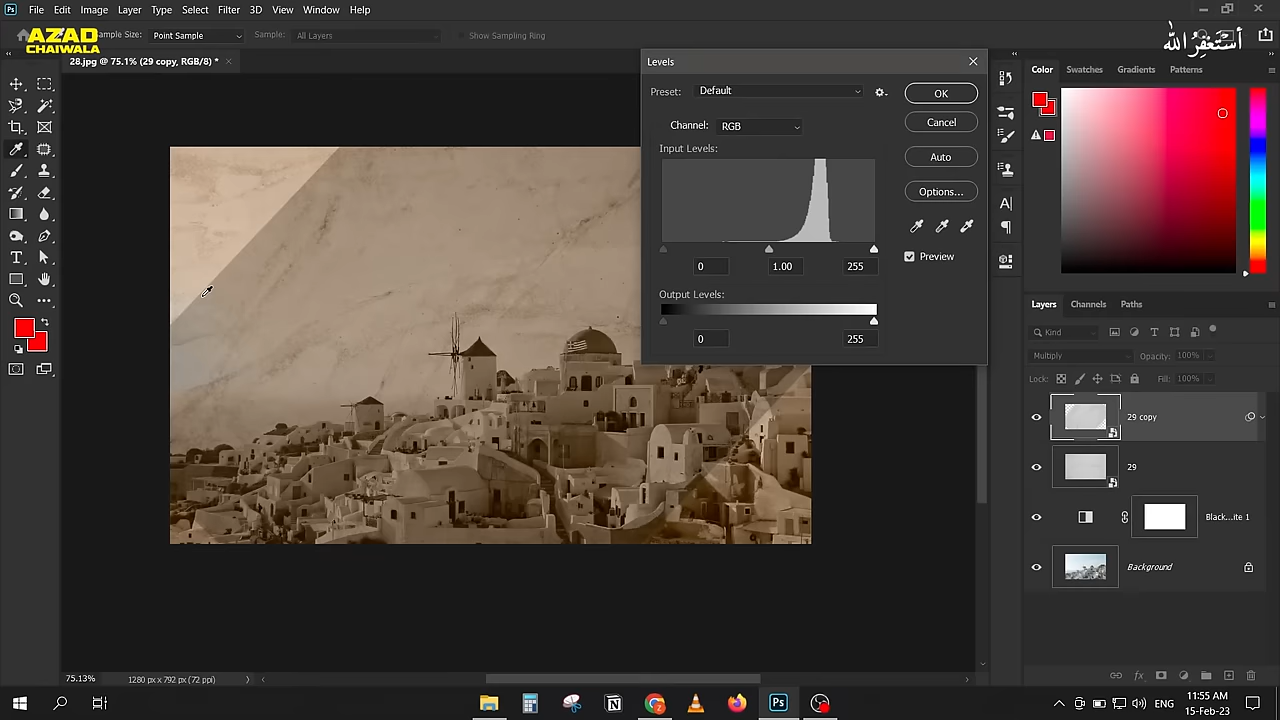 Ps File Edit Image Layer Type Select Filter 3D View Window Help
AZAD
CHAIWALA
Sample Size: Point Sample Sample: All Layers Show Sampling Ring
أستغفر الله
28.jpg @ 75.1% (29 copy, RGB/8) * ×
Levels
Preset: Default
OK
Channel: RGB
Cancel
Input Levels:
Auto
Options...
0 1.00 255
Preview
Output Levels:
0 255
Color Swatches Gradients Patterns
Layers Channels Paths
Kind
Multiply Opacity: 100%
Lock: Fill: 100%
29 copy
29
Black...ite 1
Background
75.13% 1280 px x 792 px (72 ppi)
ENG 11:55 AM
15-Feb-23